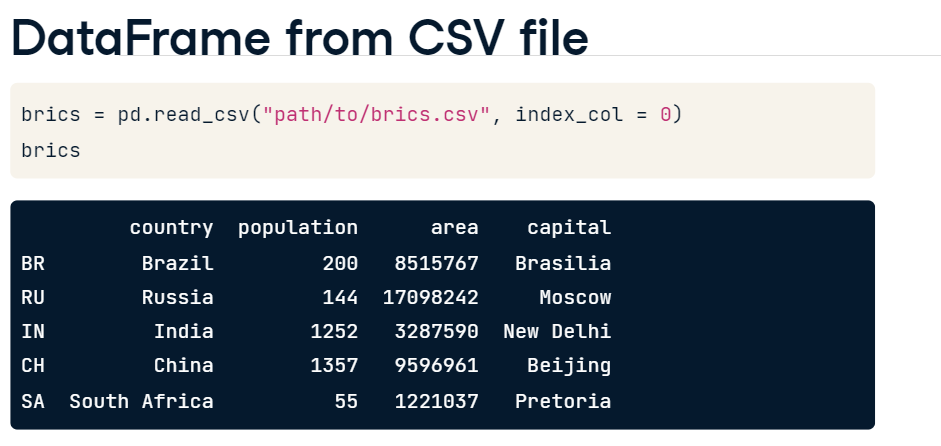 DataFrame from CSV file
brics = pd.read_csv("path/to/brics.csv", index_col = 0)
brics
country population area capital
BR Brazil 200 8515767 Brasilia
RU Russia 144 17098242 Moscow
IN India 1252 3287590 New Delhi
CH China 1357 9596961 Beijing
SA South Africa 55 1221037 Pretoria